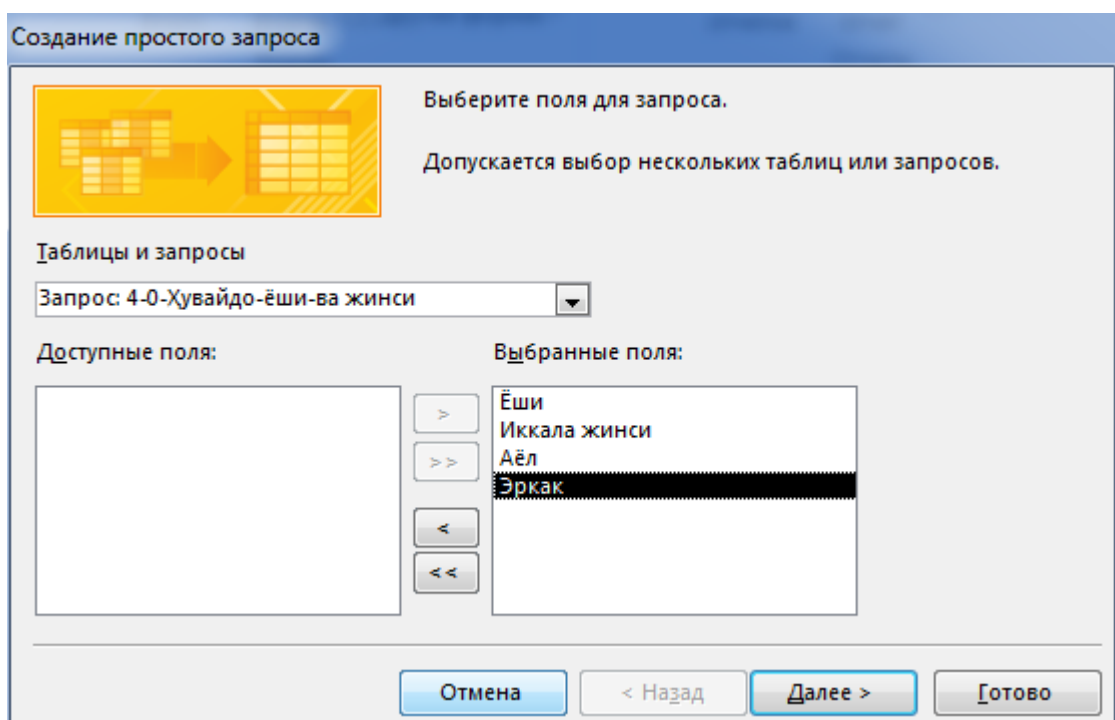 Создание простого запроса
Выберите поля для запроса.
Допускается выбор нескольких таблиц или запросов.
Таблицы и запросы
Запрос: 4-0-Ҳувайдо-ёши-ва жинси
Доступные поля:
Выбранные поля:
Ёши
Иккала жинси
Аёл
Эркак
>
>>
<
<<
Отмена
< Назад
Далее >
Готово